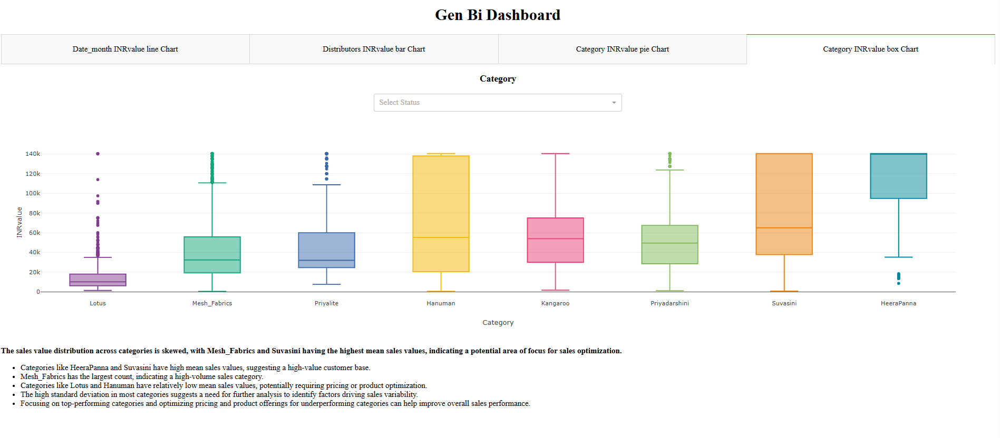 Gen Bi Dashboard
Date_month INRvalue line Chart
Distributors INRvalue bar Chart
Category INRvalue pie Chart
Category INRvalue box Chart
Category
Select Status
140k
120k
100k
80k
60k
40k
20k
0
INRvalue
Lotus
Mesh_Fabrics
Priyalite
Hanuman
Kangaroo
Priyadarshini
Suvasini
HeeraPanna
Category
The sales value distribution across categories is skewed, with Mesh_Fabrics and Suvasini having the highest mean sales values, indicating a potential area of focus for sales optimization.
• Categories like HeeraPanna and Suvasini have high mean sales values, suggesting a high-value customer base.
• Mesh_Fabrics has the largest count, indicating a high-volume sales category.
• Categories like Lotus and Hanuman have relatively low mean sales values, potentially requiring pricing or product optimization.
• The high standard deviation in most categories suggests a need for further analysis to identify factors driving sales variability.
• Focusing on top-performing categories and optimizing pricing and product offerings for underperforming categories can help improve overall sales performance.